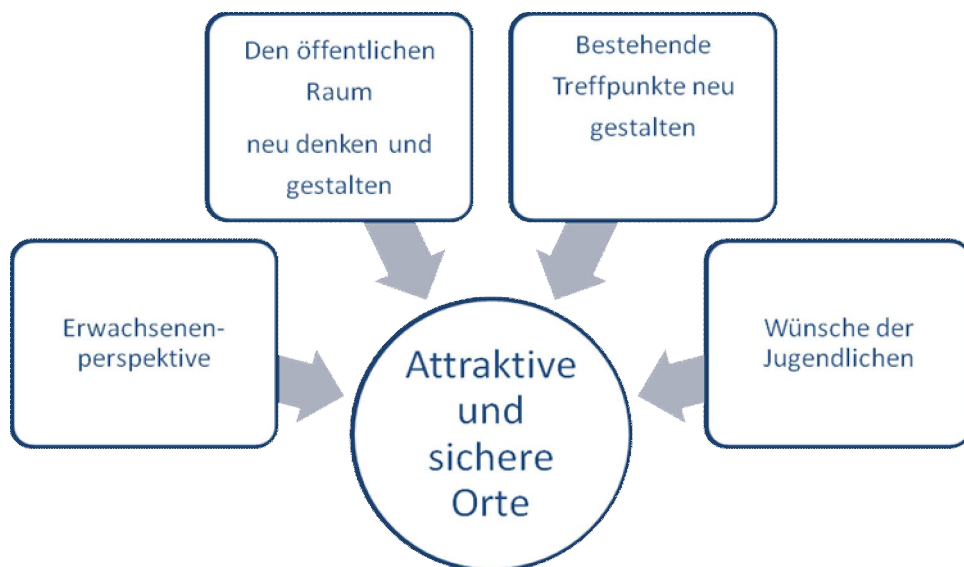 Den öffentlichen
Raum
neu denken und
gestalten
Bestehende
Treffpunkte neu
gestalten
Erwachsenen-
perspektive
Wünsche der
Jugendlichen
Attraktive
und
sichere
Orte